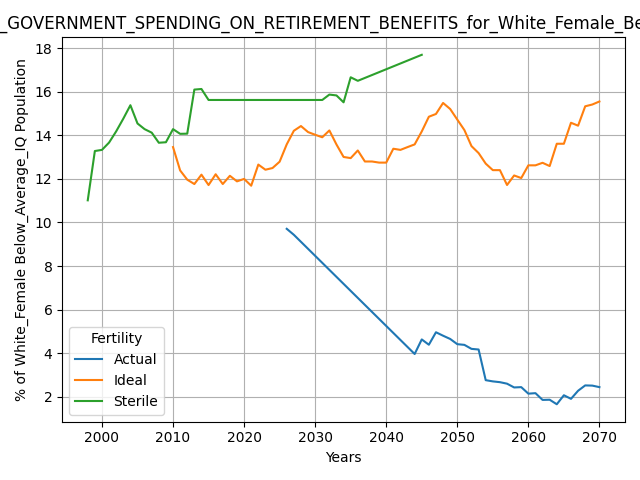 _GOVERNMENT_SPENDING_ON_RETIREMENT_BENEFITS_for_White_Female_Be
% of White_Female Below_Average_IQ Population
18
16
14
12
10
8
6
4
2
Fertility
Actual
Ideal
Sterile
2000 2010 2020 2030 2040 2050 2060 2070
Years